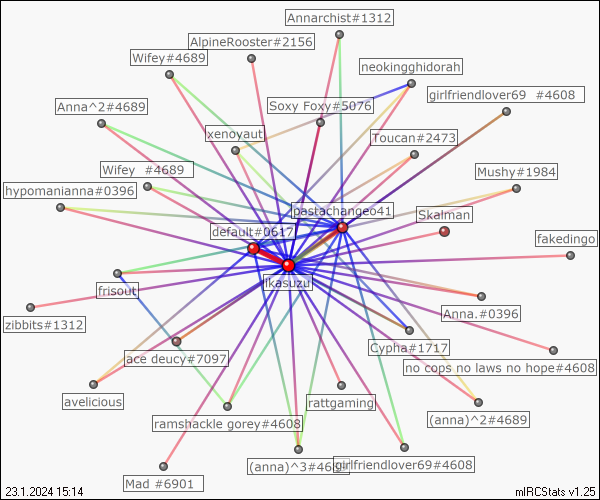 Annarchist#1312
AlpineRooster#2156
Wifey#4689
neokingghidorah
girlfriendlover69 #4608
Anna^2#4689
Soxy Foxy#5076
xenoyaut
Toucan#2473
Wifey #4689
Mushy#1984
hypomanianna#0396
pastachangeo41
Skalman
default#0617
fakedingo
ikasuzu
frisout
Anna.#0396
zibbits#1312
Cypha#1717
ace deucy#7097
no cops no laws no hope#4608
avelicious
rattgaming
ramshackle gorey#4608
(anna)^2#4689
(anna)^3#46
girlfriendlover69#4608
Mad #6901
23.1.2024 15:14
mIRCStats v1.25